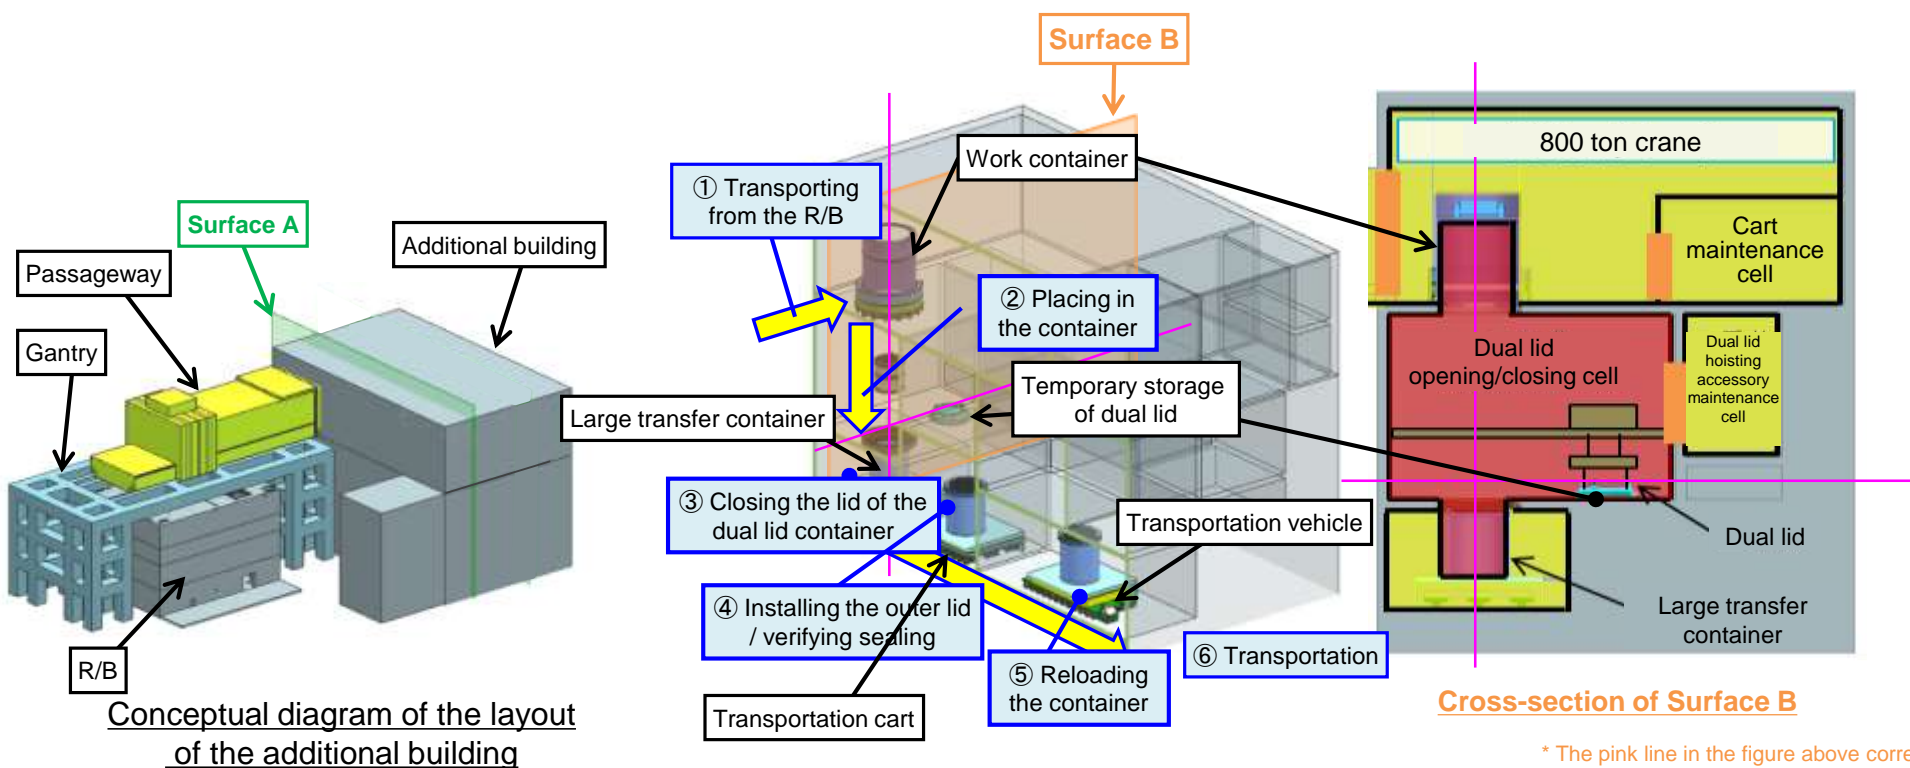 Surface A
Additional building
Passageway
Gantry
R/B
Conceptual diagram of the layout
of the additional building
Surface B
① Transporting
from the R/B
Work container
② Placing in
the container
Large transfer container
Temporary storage
of dual lid
③ Closing the lid of the
dual lid container
Transportation vehicle
④ Installing the outer lid
/ verifying sealing
⑤ Reloading
the container
⑥ Transportation
Transportation cart
800 ton crane
Cart
maintenance
cell
Dual lid
opening/closing cell
Dual lid
hoisting
accessory
maintenance
cell
Dual lid
Large transfer
container
Cross-section of Surface B
* The pink line in the figure above corre